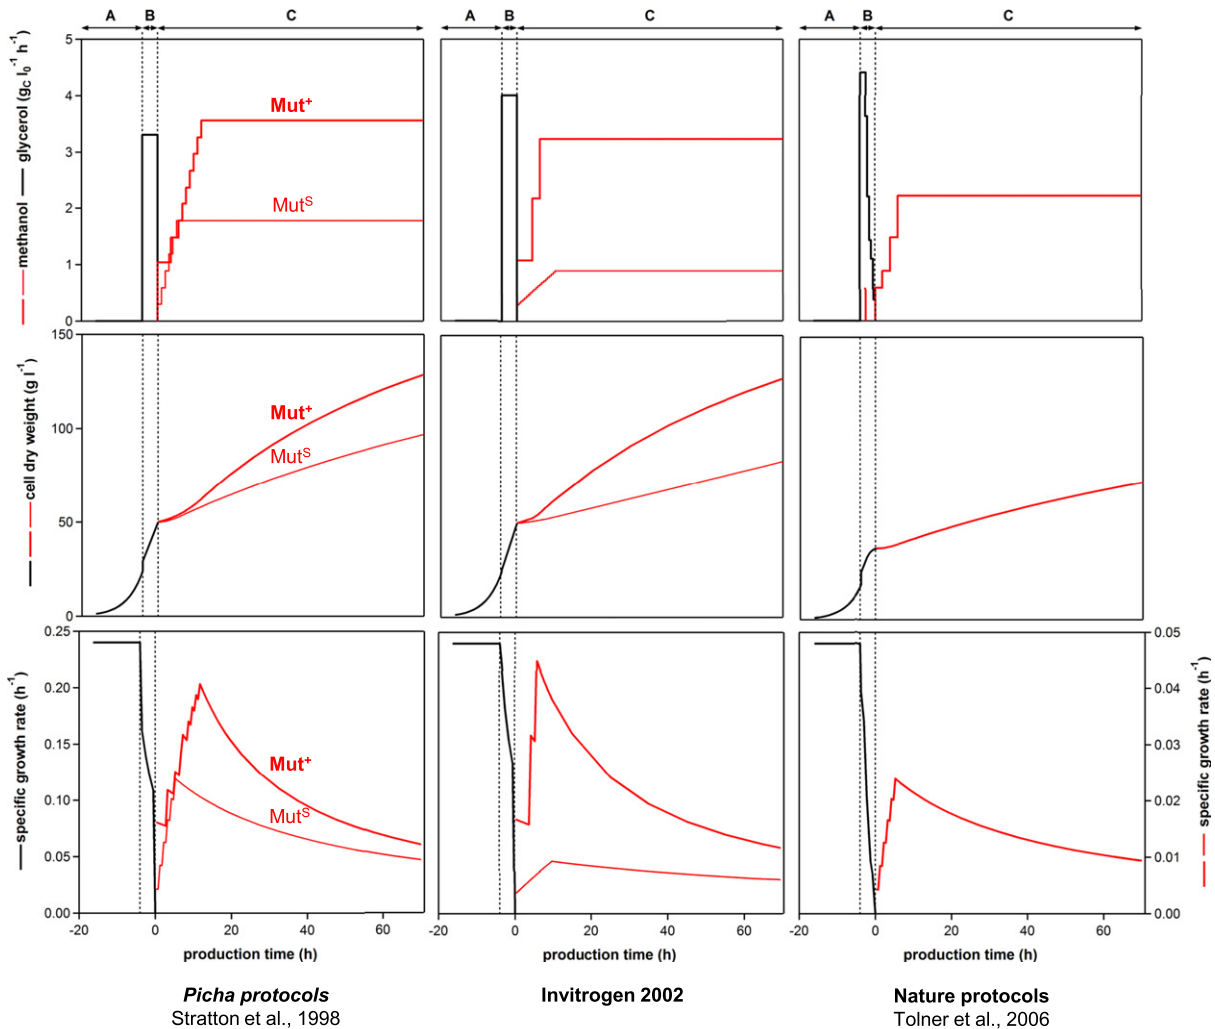 A B C A B C A B C
methanol glycerol (gC l0-1 h-1)
5
4
3
2
1
0
Mut+
MutS
cell dry weight (g l-1)
150
100
50
0
Mut+
MutS
specific growth rate (h-1)
0.25
0.20
0.15
0.10
0.05
0.00
Mut+
MutS
0.05
0.04
0.03
0.02
0.01
0.00
specific growth rate (h-1)
-20 0 20 40 60 -20 0 20 40 60 -20 0 20 40 60
production time (h) production time (h) production time (h)
Picha protocols Invitrogen 2002 Nature protocols
Stratton et al., 1998 Tolner et al., 2006